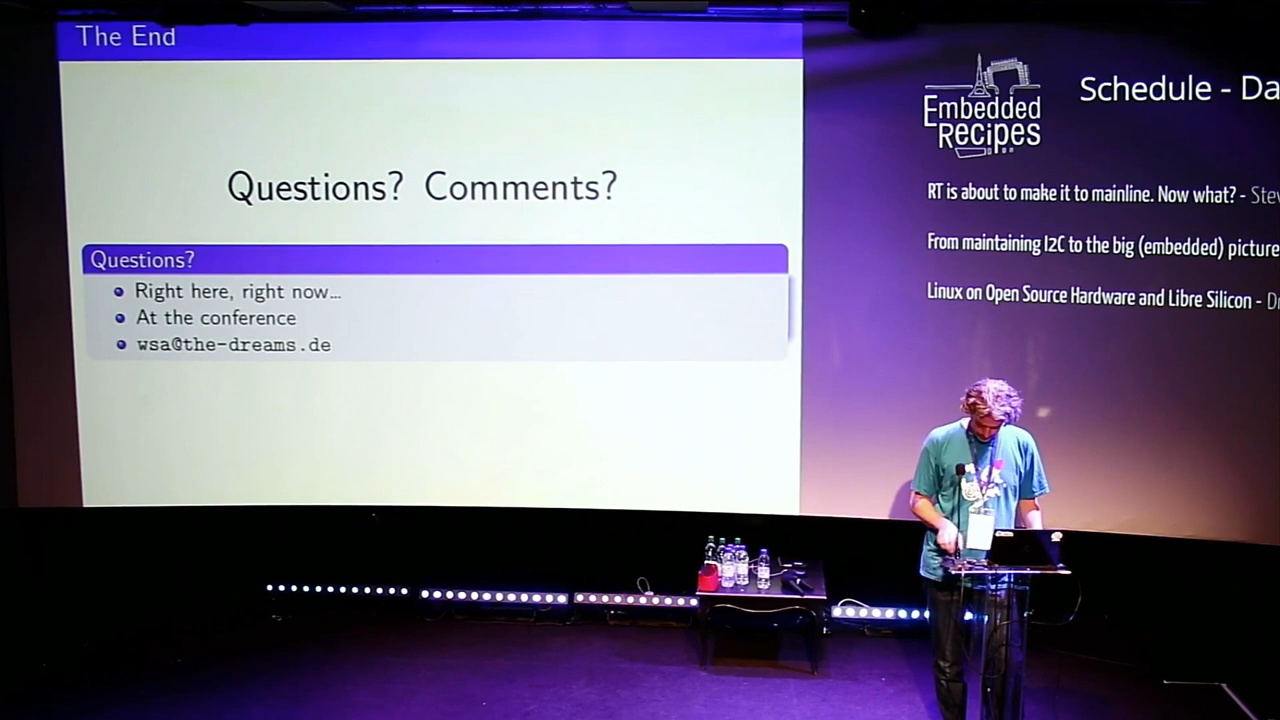 The End
Questions? Comments?
Questions?
Right here, right now...
At the conference
wsa@the-dreams.de
Embedded
Recipes
Schedule - Da
RT is about to make it to mainline. Now what? - Stev
From maintaining I2C to the big (embedded) picture
Linux on Open Source Hardware and Libre Silicon - Dr